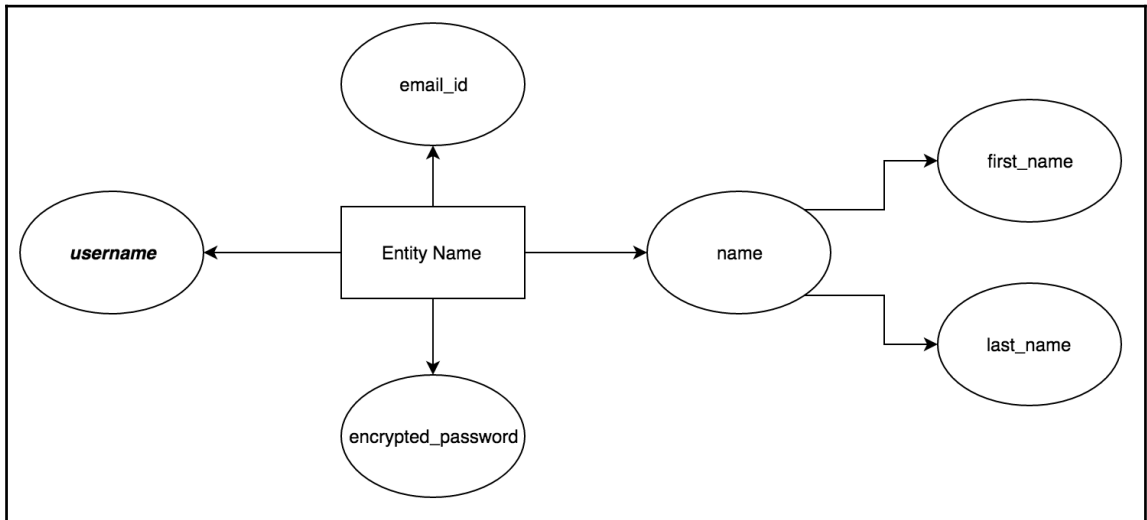 email_id
first_name
username
Entity Name
name
last_name
encrypted_password